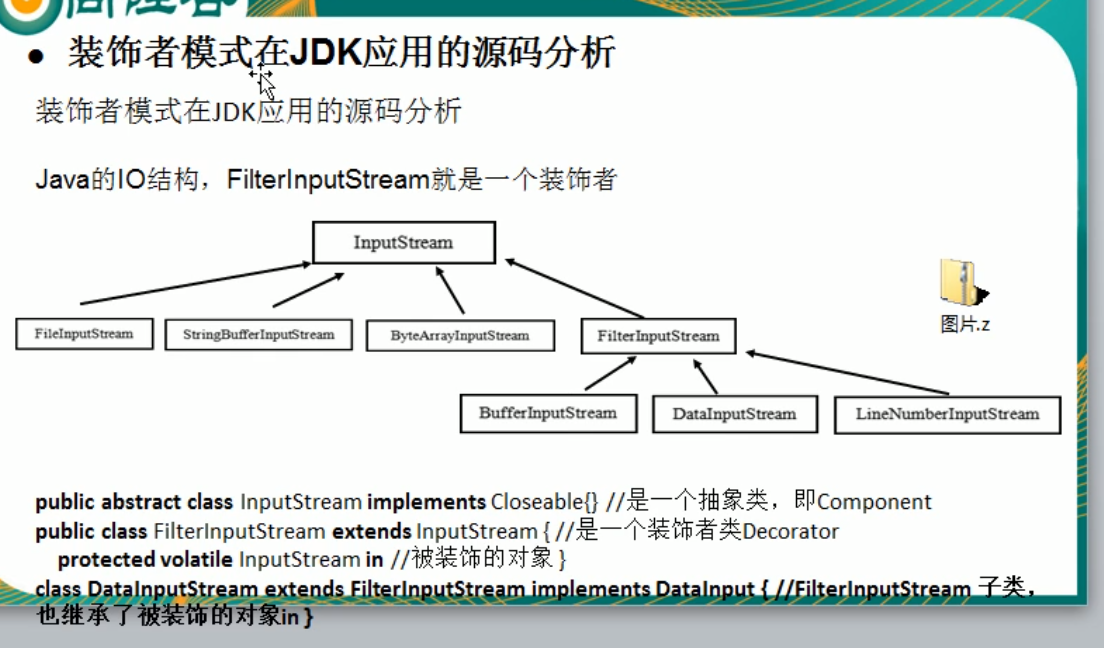 装饰者模式在JDK应用的源码分析
装饰者模式在JDK应用的源码分析
Java的IO结构，FilterInputStream就是一个装饰者
InputStream
FileInputStream
StringBufferInputStream
ByteArrayInputStream
FilterInputStream
图片.z
BufferInputStream
DataInputStream
LineNumberInputStream
public abstract class InputStream implements Closeable{} //是一个抽象类，即Component
public class FilterInputStream extends InputStream { //是一个装饰者类Decorator
protected volatile InputStream in //被装饰的对象 }
class DataInputStream extends FilterInputStream implements DataInput { //FilterInputStream 子类，
也继承了被装饰的对象in }